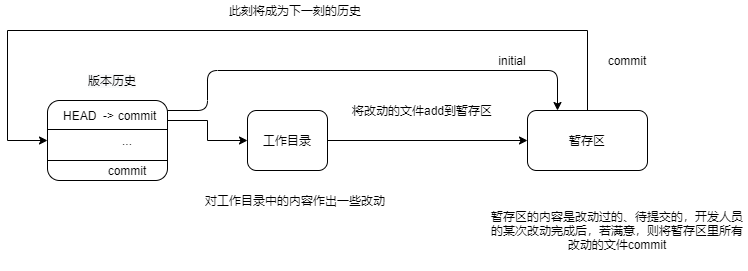 此刻将成为下一刻的历史
initial
commit
版本历史
HEAD -> commit
...
commit
工作目录
将改动的文件add到暂存区
暂存区
对工作目录中的内容作出一些改动
暂存区的内容是改动过的、待提交的，开发人员
的某次改动完成后，若满意，则将暂存区里所有
改动的文件commit